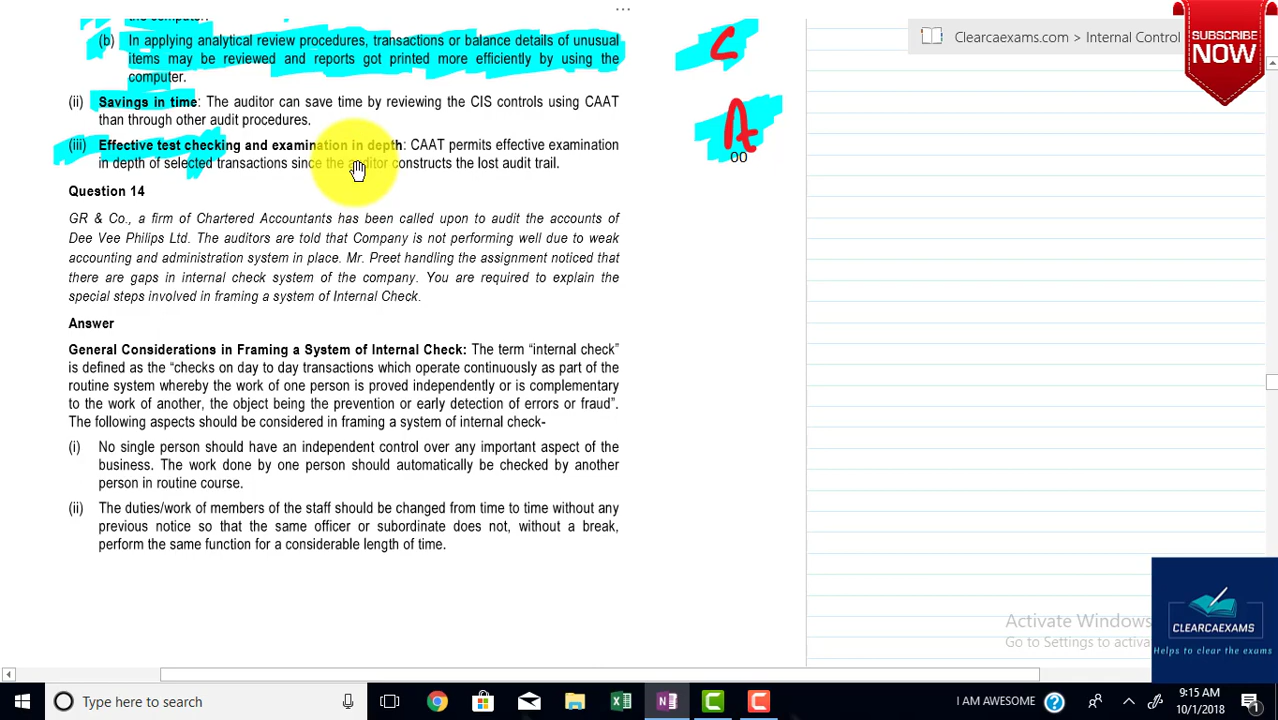 ...
the computer.
(b) In applying analytical review procedures, transactions or balance details of unusual
items may be reviewed and reports got printed more efficiently by using the
computer.
(ii) Savings in time: The auditor can save time by reviewing the CIS controls using CAAT
than through other audit procedures.
(iii) Effective test checking and examination in depth: CAAT permits effective examination
in depth of selected transactions since the auditor constructs the lost audit trail.
Question 14
GR & Co., a firm of Chartered Accountants has been called upon to audit the accounts of
Dee Vee Philips Ltd. The auditors are told that Company is not performing well due to weak
accounting and administration system in place. Mr. Preet handling the assignment noticed that
there are gaps in internal check system of the company. You are required to explain the
special steps involved in framing a system of Internal Check.
Answer
General Considerations in Framing a System of Internal Check: The term “internal check”
is defined as the “checks on day to day transactions which operate continuously as part of the
routine system whereby the work of one person is proved independently or is complementary
to the work of another, the object being the prevention or early detection of errors or fraud”.
The following aspects should be considered in framing a system of internal check-
(i) No single person should have an independent control over any important aspect of the
business. The work done by one person should automatically be checked by another
person in routine course.
(ii) The duties/work of members of the staff should be changed from time to time without any
previous notice so that the same officer or subordinate does not, without a break,
perform the same function for a considerable length of time.
C
A
00
Clearcaexams.com > Internal Control
SUBSCRIBE
NOW
Activate Windows
Go to Settings to activa
CLEARCAEXAMS
Helps to clear the exams
Type here to search
I AM AWESOME
9:15 AM
10/1/2018
1